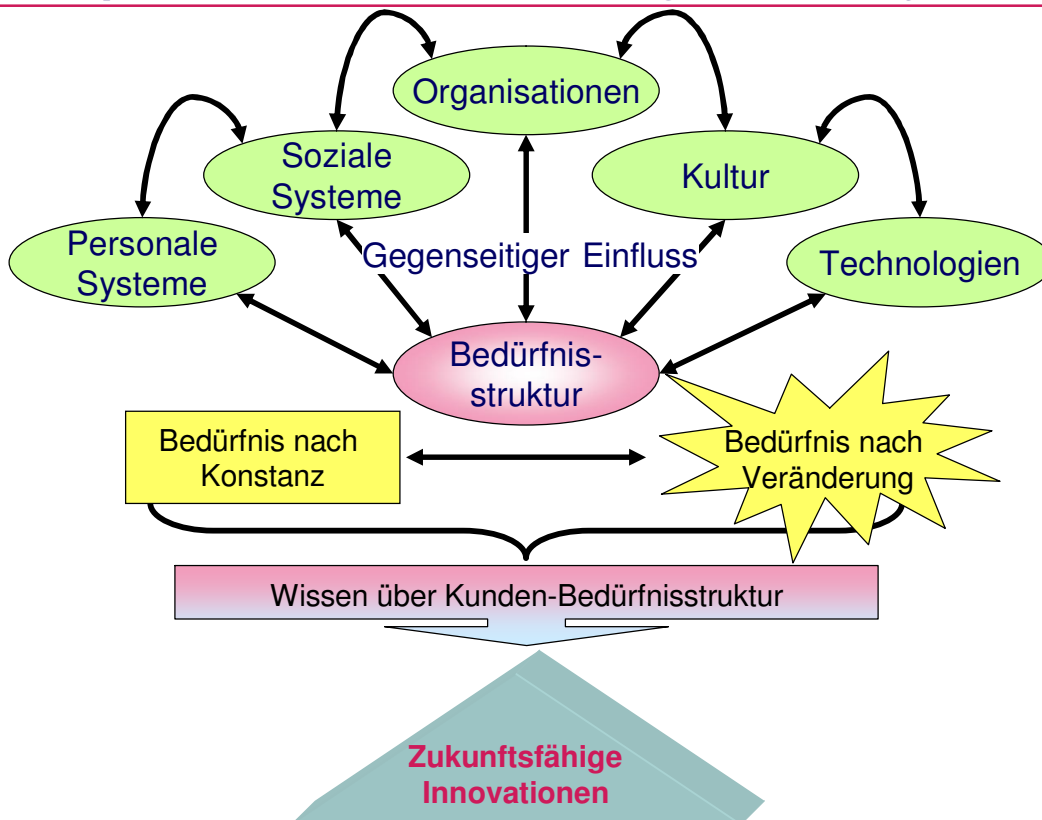 Organisationen
Soziale
Systeme
Kultur
Personale
Systeme
Gegenseitiger Einfluss
Technologien
Bedürfnis-
struktur
Bedürfnis nach
Konstanz
Bedürfnis nach
Veränderung
Wissen über Kunden-Bedürfnisstruktur
Zukunftsfähige
Innovationen